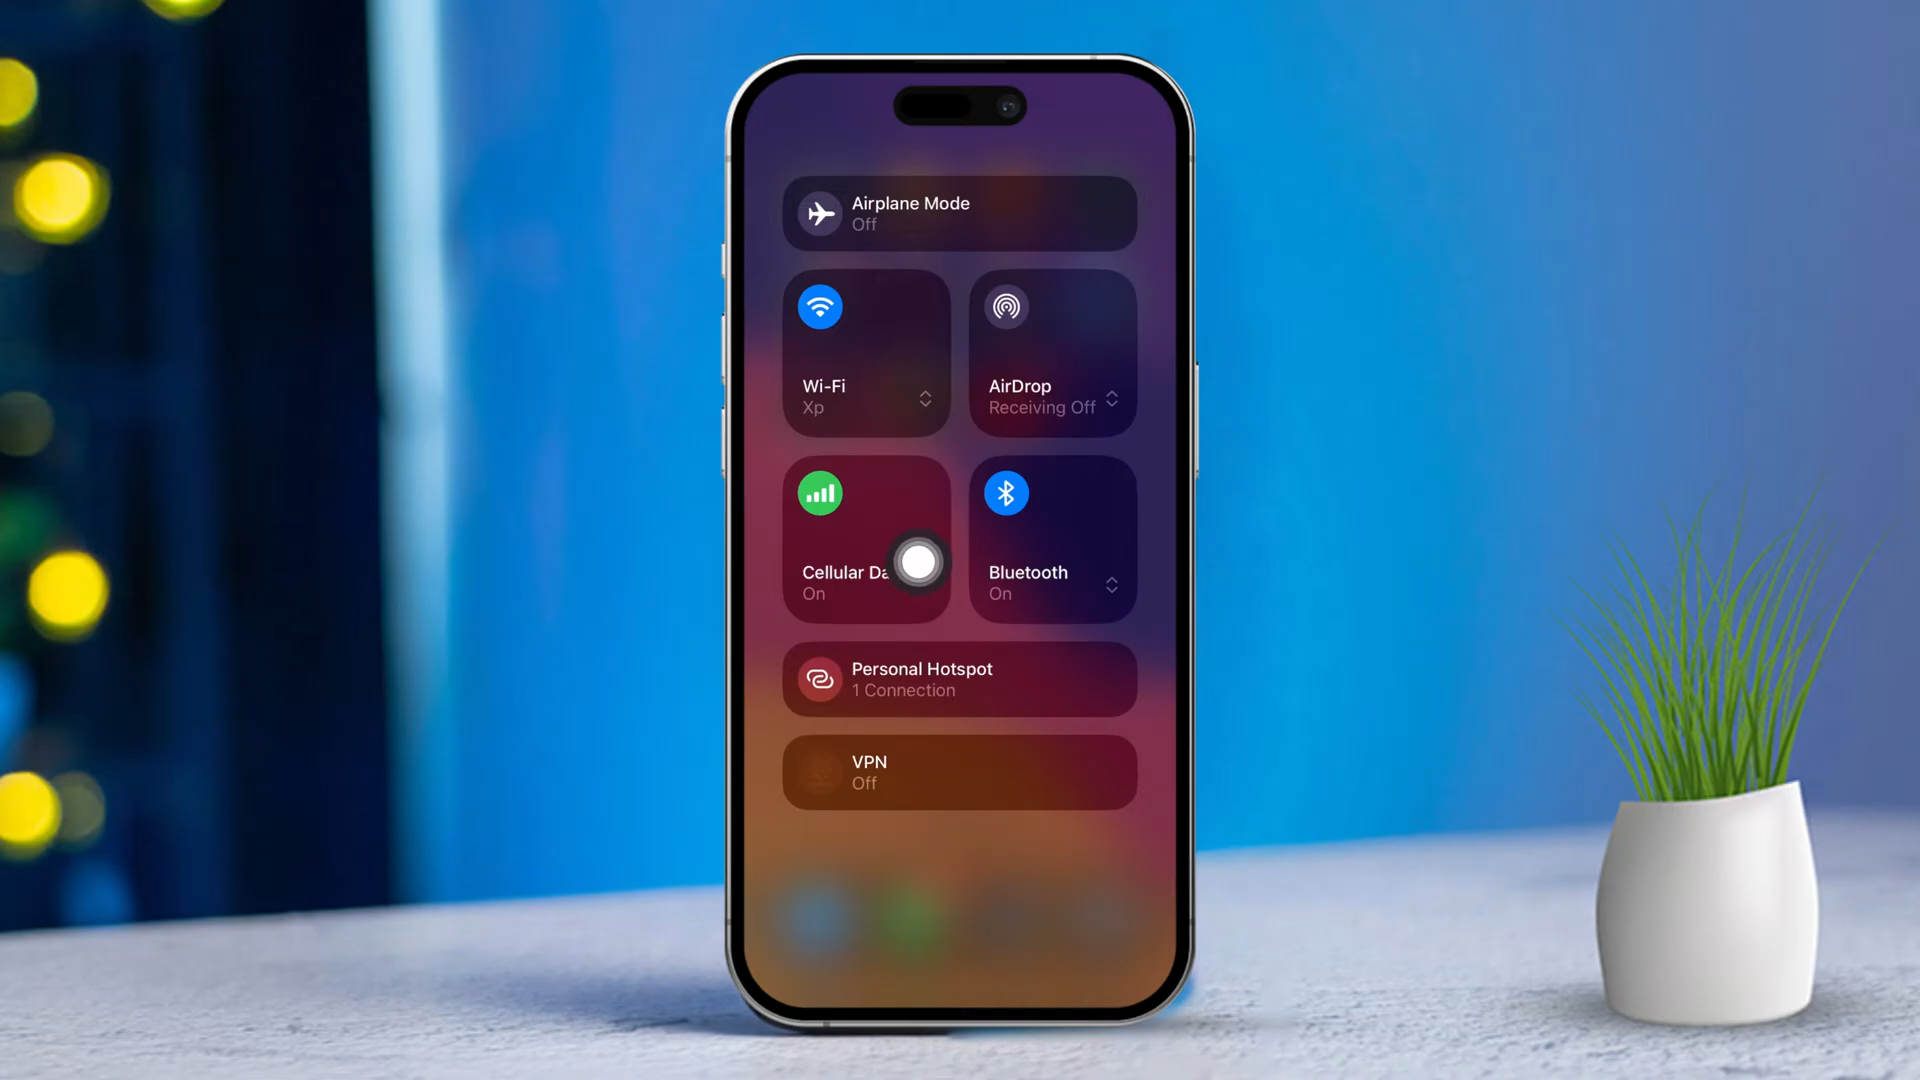 Airplane Mode
Off
Wi-Fi
Xp
AirDrop
Receiving Off
Cellular Da
On
Bluetooth
On
Personal Hotspot
1 Connection
VPN
Off